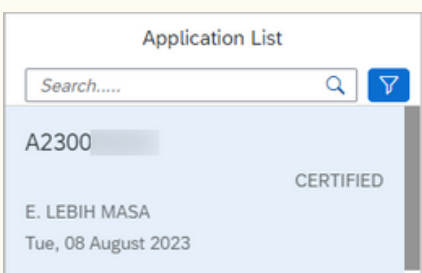 Application List
Search.....
A2300
CERTIFIED
E. LEBIH MASA
Tue, 08 August 2023